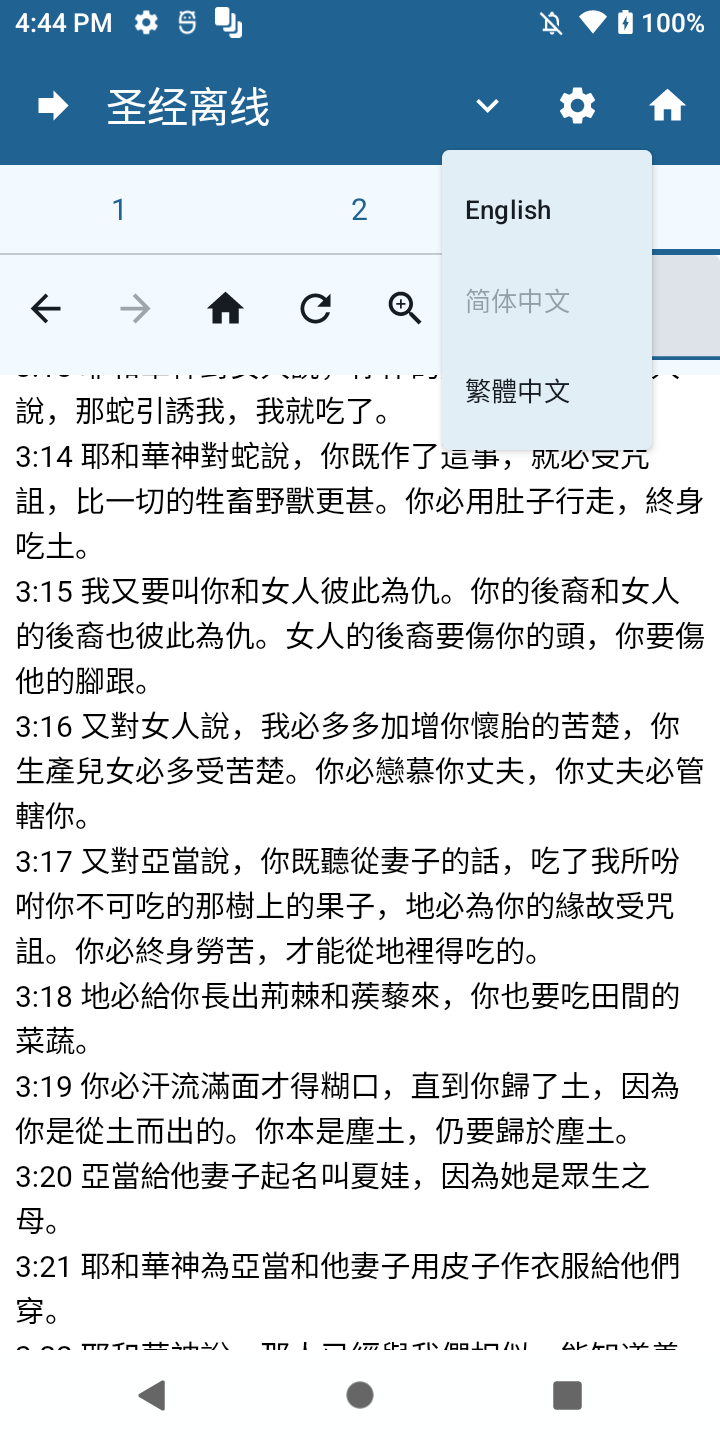 4:44 PM
100%
圣经离线
1
2
English
简体中文
繁體中文
說，那蛇引誘我，我就吃了。
3:14 耶和華神對蛇說，你既作了這事，就必受咒
詛，比一切的牲畜野獸更甚。你必用肚子行走，終身
吃土。
3:15 我又要叫你和女人彼此為仇。你的後裔和女人
的後裔也彼此為仇。女人的後裔要傷你的頭，你要傷
他的腳跟。
3:16 又對女人說，我必多多加增你懷胎的苦楚，你
生產兒女必多受苦楚。你必戀慕你丈夫，你丈夫必管
轄你。
3:17 又對亞當說，你既聽從妻子的話，吃了我所吩
咐你不可吃的那樹上的果子，地必為你的緣故受咒
詛。你必終身勞苦，才能從地裡得吃的。
3:18 地必給你長出荊棘和蒺藜來，你也要吃田間的
菜蔬。
3:19 你必汗流滿面才得糊口，直到你歸了土，因為
你是從土而出的。你本是塵土，仍要歸於塵土。
3:20 亞當給他妻子起名叫夏娃，因為她是眾生之
母。
3:21 耶和華神為亞當和他妻子用皮子作衣服給他們
穿。